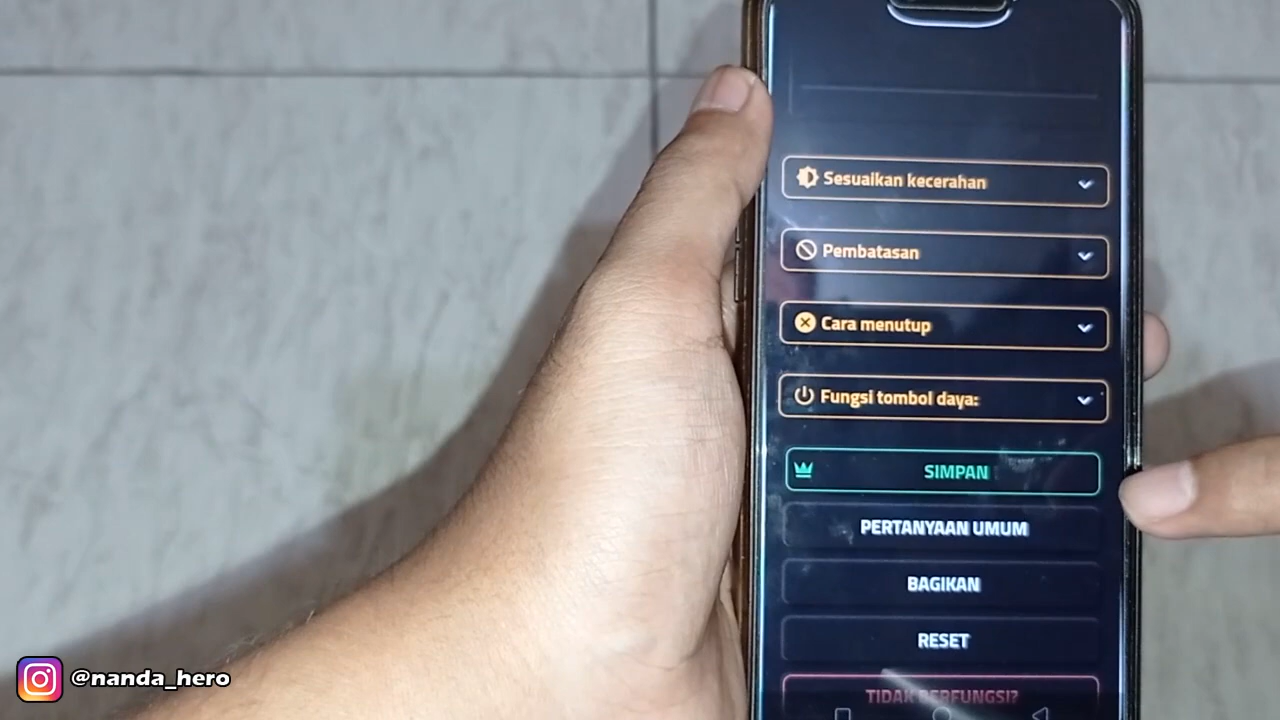 Sesuaikan kecerahan
Pembatasan
Cara menutup
Fungsi tombol daya:
SIMPAN
PERTANYAAN UMUM
BAGIKAN
RESET
TIDAK BERFUNGSI?
@nanda_hero